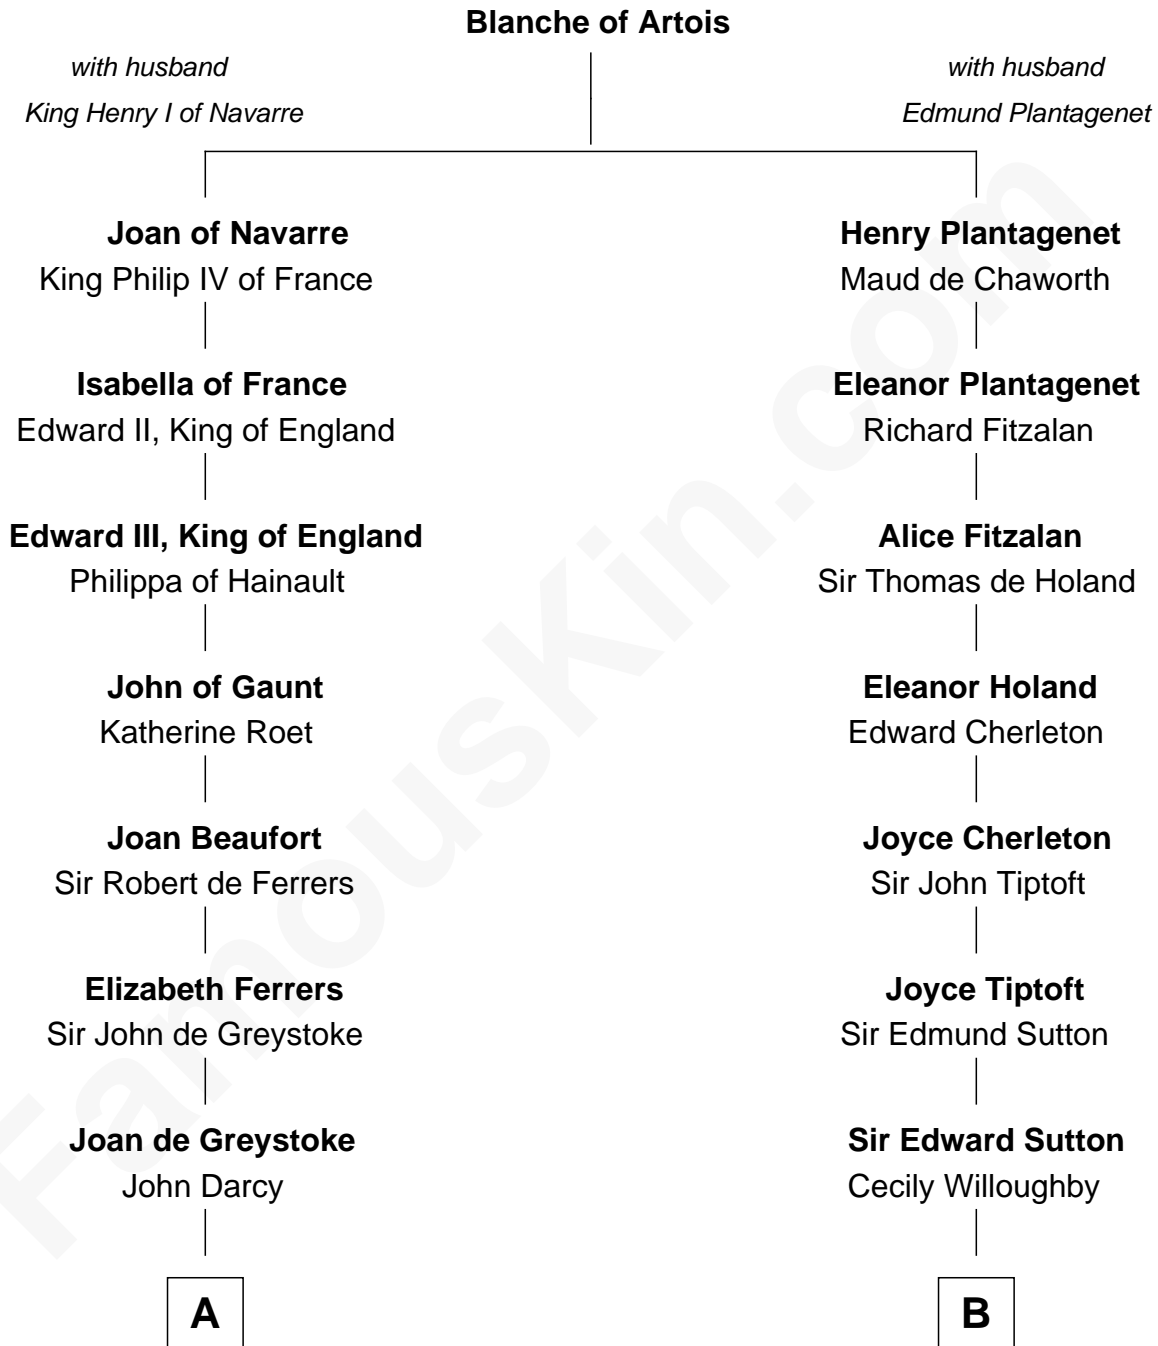 Blanche of Artois
with husband
King Henry I of Navarre
with husband
Edmund Plantagenet
Joan of Navarre
King Philip IV of France
Henry Plantagenet
Maud de Chaworth
Isabella of France
Edward II, King of England
Eleanor Plantagenet
Richard Fitzalan
Edward III, King of England
Philippa of Hainault
Alice Fitzalan
Sir Thomas de Holand
John of Gaunt
Katherine Roet
Eleanor Holand
Edward Cherleton
Joan Beaufort
Sir Robert de Ferrers
Joyce Cherleton
Sir John Tiptoft
Elizabeth Ferrers
Sir John de Greystoke
Joyce Tiptoft
Sir Edmund Sutton
Joan de Greystoke
John Darcy
Sir Edward Sutton
Cecily Willoughby
A
B
FamousKin.com